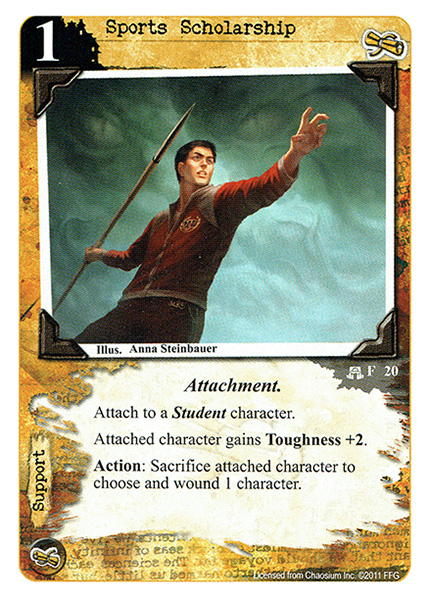 1
Sports Scholarship
Illus. Anna Steinbauer
F 20
Attachment.
Attach to a Student character.
Attached character gains Toughness +2.
Action: Sacrifice attached character to
choose and wound 1 character.
Support
Licensed from Chaosium Inc. ©2011 FFG